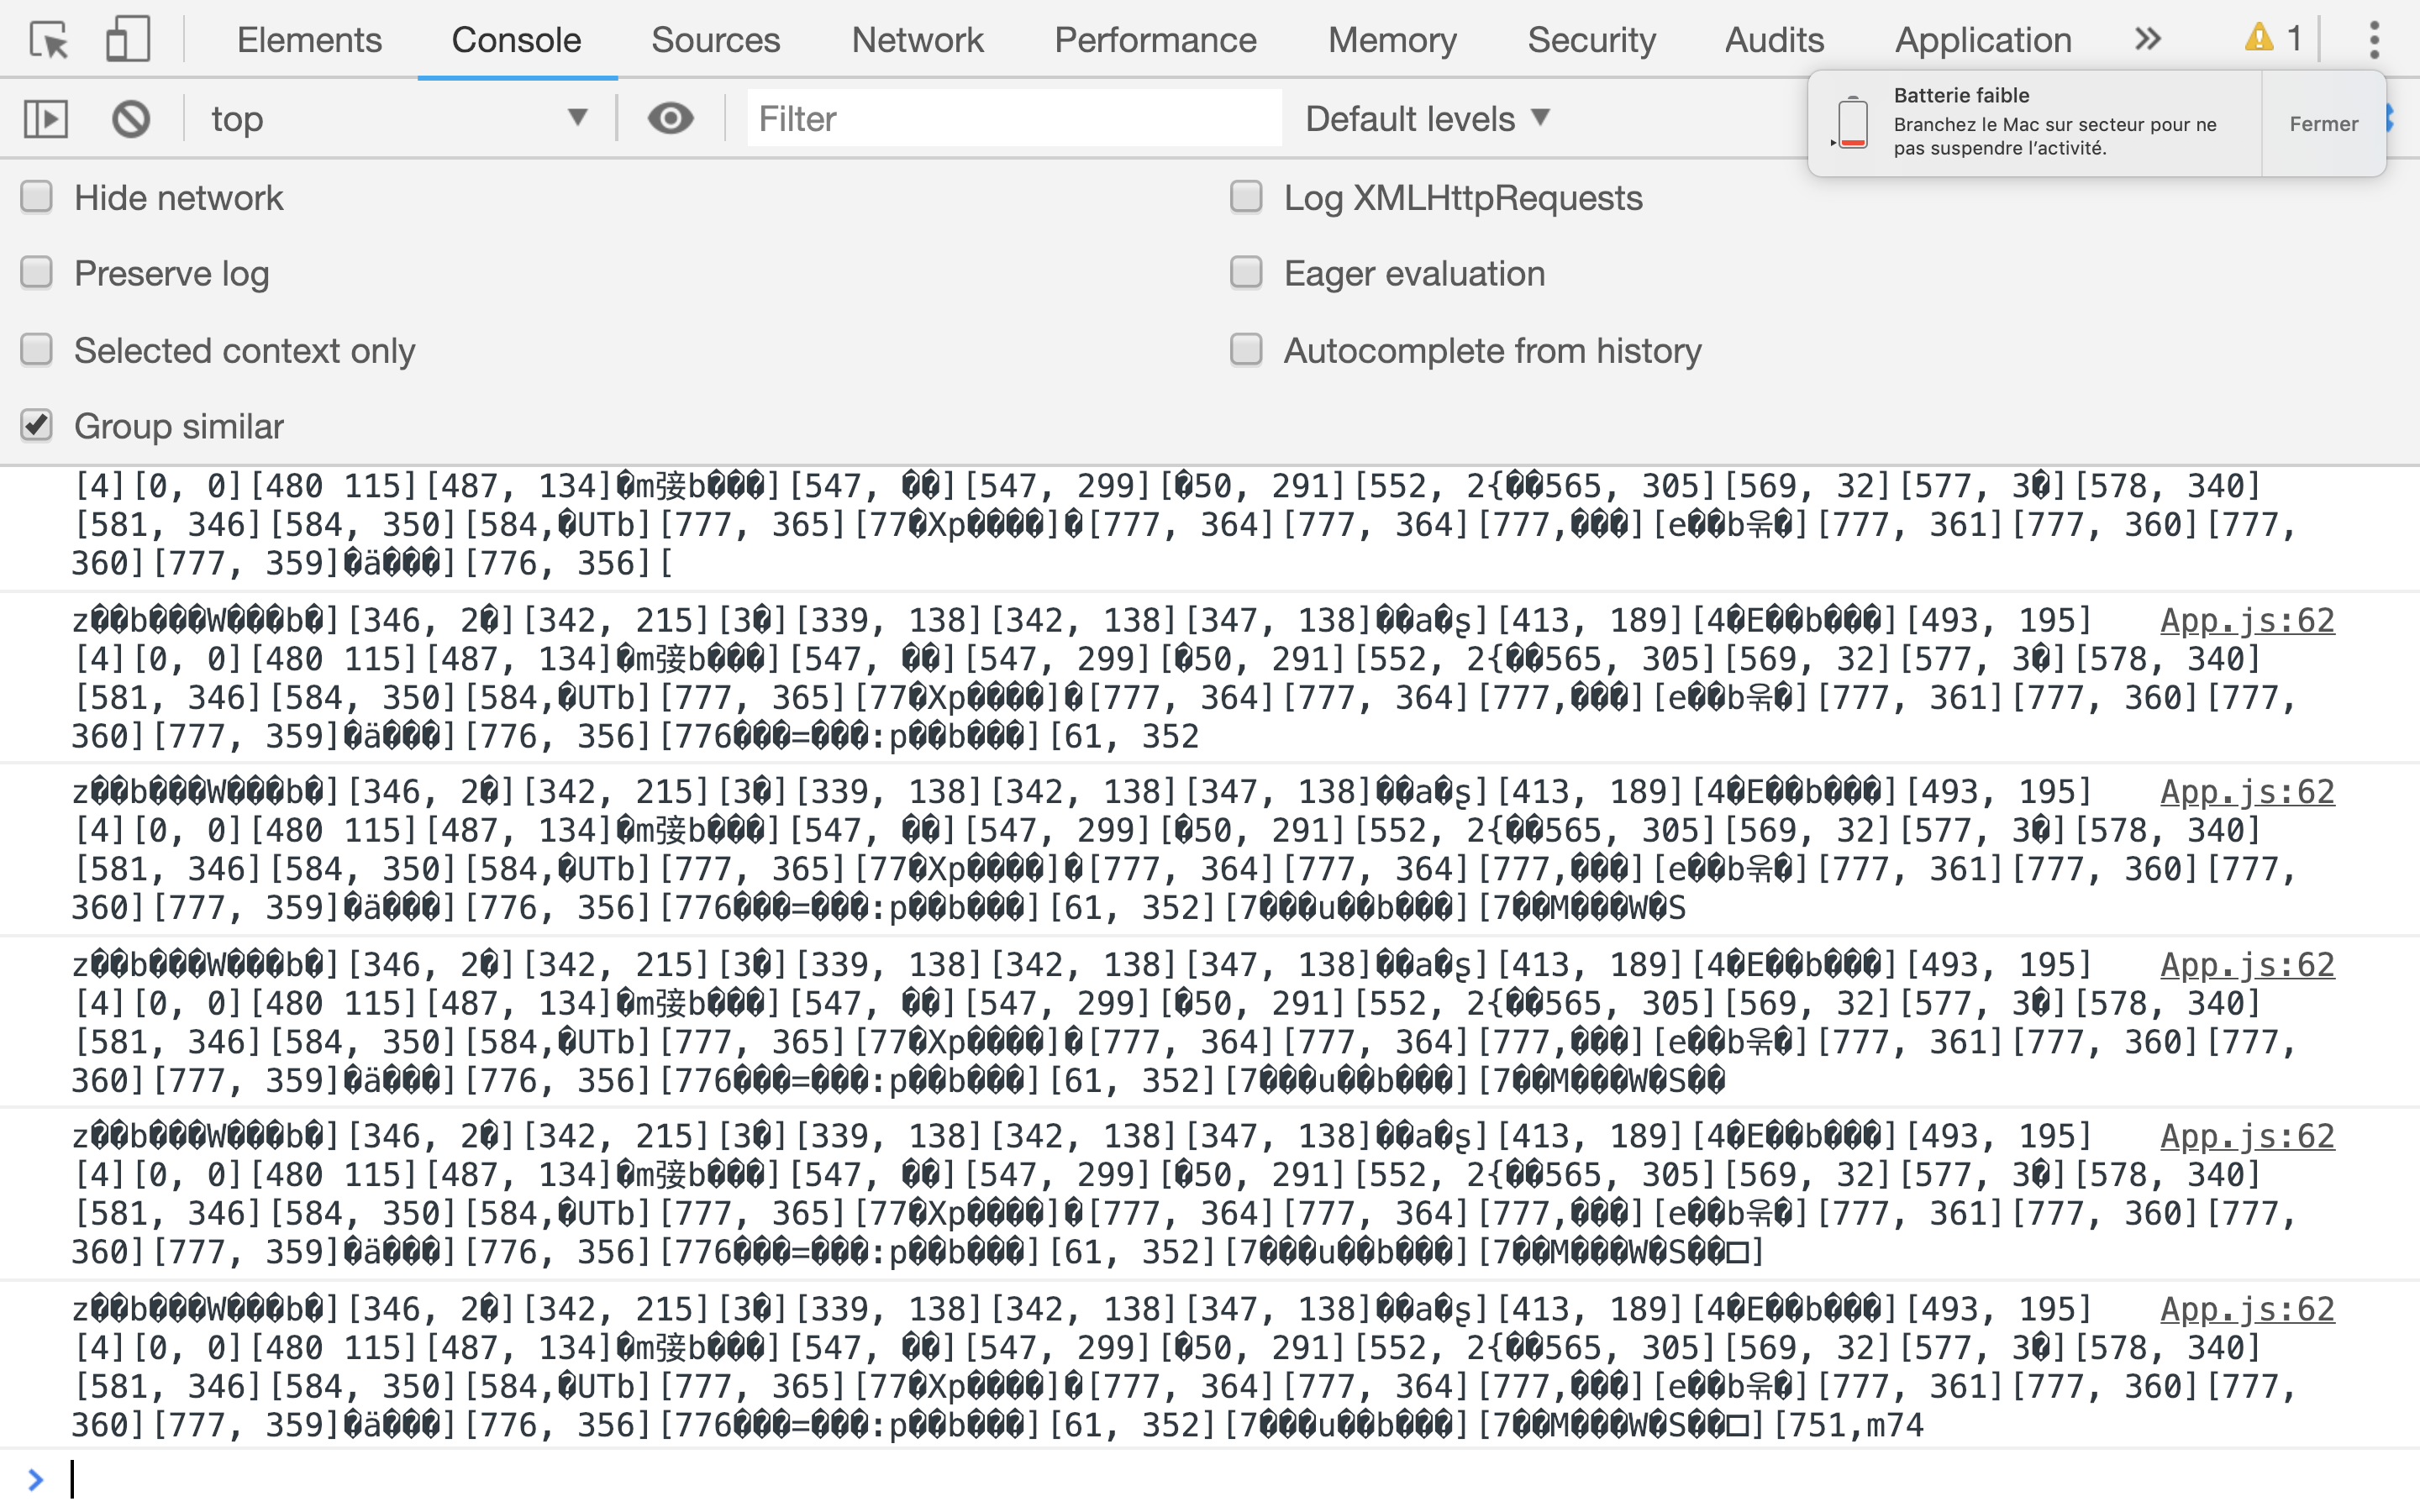 Elements Console Sources Network Performance Memory Security Audits Application » 1
top Filter Default levels
Batterie faible
Branchez le Mac sur secteur pour ne
pas suspendre l’activité.
Fermer
Hide network Log XMLHttpRequests
Preserve log Eager evaluation
Selected context only Autocomplete from history
Group similar
[4][0, 0][480 115][487, 134]�m㢺b���][547, ��][547, 299][�50, 291][552, 2{��565, 305][569, 32][577, 3�][578, 340]
[581, 346][584, 350][584,�UTb][777, 365][77�Xp����]�[777, 364][777, 364][777,���][e��b윾�][777, 361][777, 360][777,
360][777, 359]�ä���][776, 356][
z��b���W���b�][346, 2�][342, 215][3�][339, 138][342, 138][347, 138]��a�ȿ][413, 189][4�E��b���][493, 195] App.js:62
[4][0, 0][480 115][487, 134]�m㢺b���][547, ��][547, 299][�50, 291][552, 2{��565, 305][569, 32][577, 3�][578, 340]
[581, 346][584, 350][584,�UTb][777, 365][77�Xp����]�[777, 364][777, 364][777,���][e��b윾�][777, 361][777, 360][777,
360][777, 359]�ä���][776, 356][776���=���:p��b���][61, 352
z��b���W���b�][346, 2�][342, 215][3�][339, 138][342, 138][347, 138]��a�ȿ][413, 189][4�E��b���][493, 195] App.js:62
[4][0, 0][480 115][487, 134]�m㢺b���][547, ��][547, 299][�50, 291][552, 2{��565, 305][569, 32][577, 3�][578, 340]
[581, 346][584, 350][584,�UTb][777, 365][77�Xp����]�[777, 364][777, 364][777,���][e��b윾�][777, 361][777, 360][777,
360][777, 359]�ä���][776, 356][776���=���:p��b���][61, 352][7���u��b���][7��M���W�S
z��b���W���b�][346, 2�][342, 215][3�][339, 138][342, 138][347, 138]��a�ȿ][413, 189][4�E��b���][493, 195] App.js:62
[4][0, 0][480 115][487, 134]�m㢺b���][547, ��][547, 299][�50, 291][552, 2{��565, 305][569, 32][577, 3�][578, 340]
[581, 346][584, 350][584,�UTb][777, 365][77�Xp����]�[777, 364][777, 364][777,���][e��b윾�][777, 361][777, 360][777,
360][777, 359]�ä���][776, 356][776���=���:p��b���][61, 352][7���u��b���][7��M���W�S��
z��b���W���b�][346, 2�][342, 215][3�][339, 138][342, 138][347, 138]��a�ȿ][413, 189][4�E��b���][493, 195] App.js:62
[4][0, 0][480 115][487, 134]�m㢺b���][547, ��][547, 299][�50, 291][552, 2{��565, 305][569, 32][577, 3�][578, 340]
[581, 346][584, 350][584,�UTb][777, 365][77�Xp����]�[777, 364][777, 364][777,���][e��b윾�][777, 361][777, 360][777,
360][777, 359]�ä���][776, 356][776���=���:p��b���][61, 352][7���u��b���][7��M���W�S��□]
z��b���W���b�][346, 2�][342, 215][3�][339, 138][342, 138][347, 138]��a�ȿ][413, 189][4�E��b���][493, 195] App.js:62
[4][0, 0][480 115][487, 134]�m㢺b���][547, ��][547, 299][�50, 291][552, 2{��565, 305][569, 32][577, 3�][578, 340]
[581, 346][584, 350][584,�UTb][777, 365][77�Xp����]�[777, 364][777, 364][777,���][e��b윾�][777, 361][777, 360][777,
360][777, 359]�ä���][776, 356][776���=���:p��b���][61, 352][7���u��b���][7��M���W�S��□][751,m74